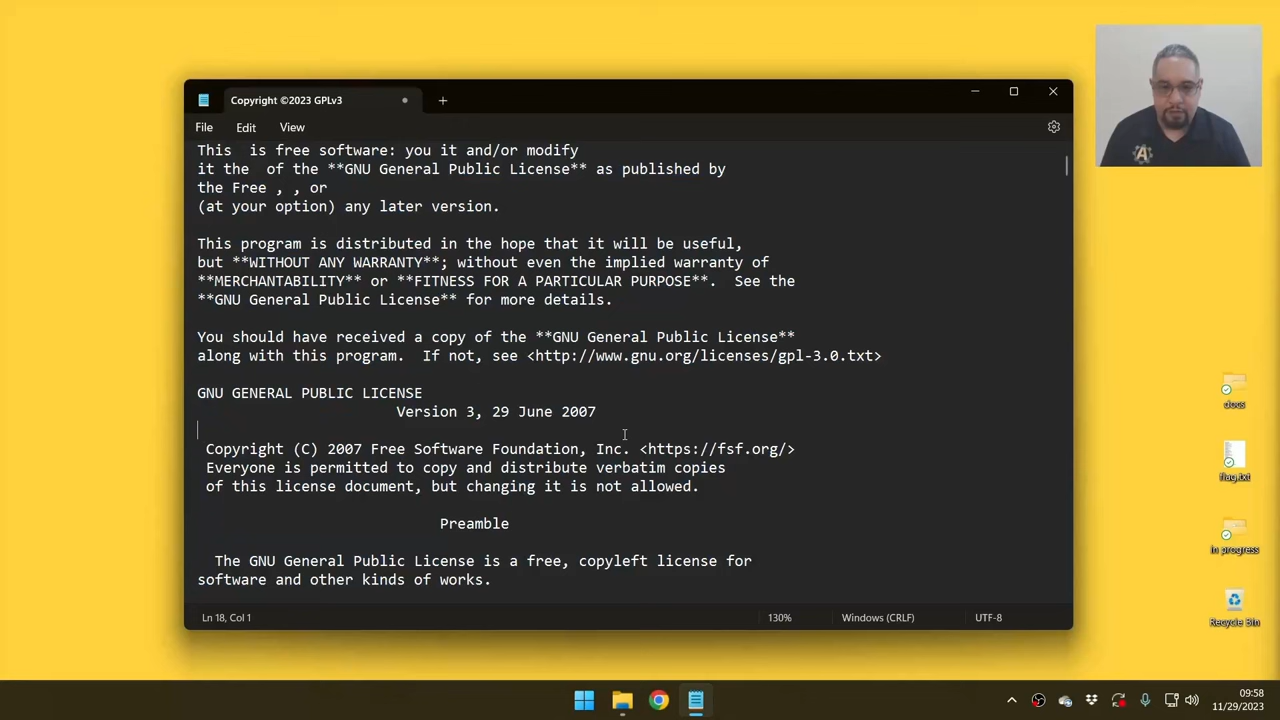 Copyright ©2023 GPLv3
File Edit View
This  is free software: you it and/or modify
it the  of the **GNU General Public License** as published by
the Free , , or
(at your option) any later version.
This program is distributed in the hope that it will be useful,
but **WITHOUT ANY WARRANTY**; without even the implied warranty of
**MERCHANTABILITY** or **FITNESS FOR A PARTICULAR PURPOSE**.  See the
**GNU General Public License** for more details.
You should have received a copy of the **GNU General Public License**
along with this program.  If not, see <http://www.gnu.org/licenses/gpl-3.0.txt>
GNU GENERAL PUBLIC LICENSE
Version 3, 29 June 2007
Copyright (C) 2007 Free Software Foundation, Inc. <https://fsf.org/>
Everyone is permitted to copy and distribute verbatim copies
of this license document, but changing it is not allowed.
Preamble
The GNU General Public License is a free, copyleft license for
software and other kinds of works.
Ln 18, Col 1 130% Windows (CRLF) UTF-8
docs
flag.txt
In progress
Recycle Bin
09:58
11/29/2023